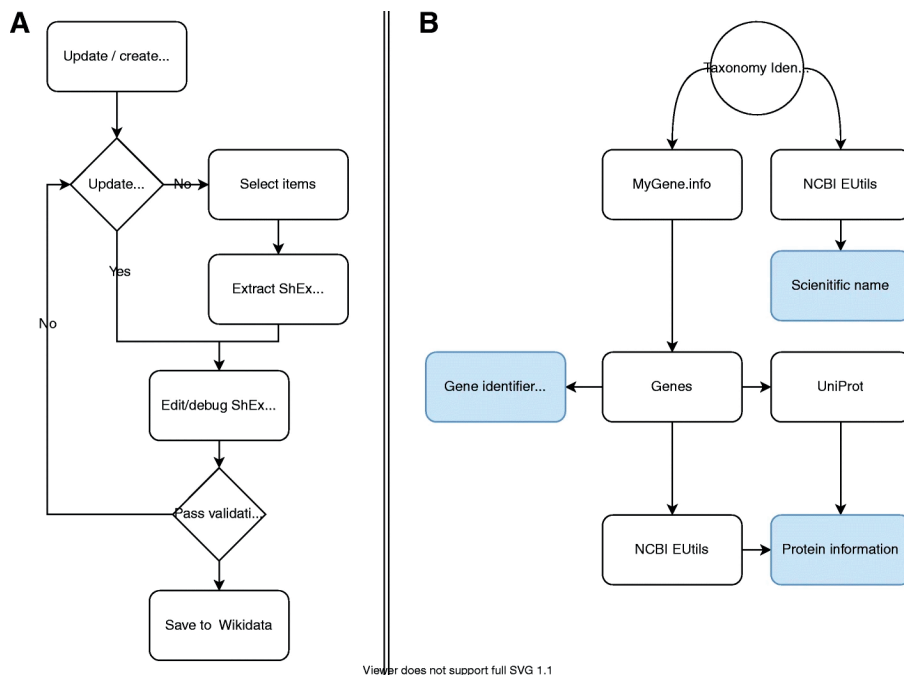 A
Update / create...
Update...
No
Select items
Yes
Extract ShEx...
No
Edit/debug ShEx...
Pass validati...
Save to Wikidata
B
Taxonomy Iden...
MyGene.info
NCBI EUtils
Scienitific name
Gene identifier...
Genes
UniProt
NCBI EUtils
Protein information
Viewer does not support full SVG 1.1